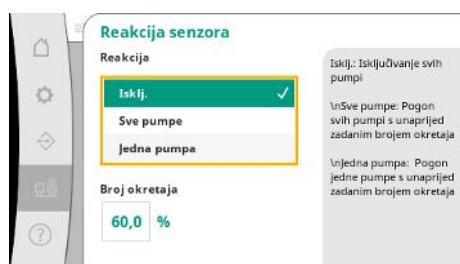 Reakcija senzora
Reakcija
Isklj.
Sve pumpe
Jedna pumpa
Broj okretaja
60,0 %
Isklj.: Isključivanje svih
pumpi
\nSve pumpe: Pogon
svih pumpi s unaprijed
zadanim brojem okretaja
\nJedna pumpa: Pogon
jedne pumpe s unaprijed
zadanim brojem okretaja
?